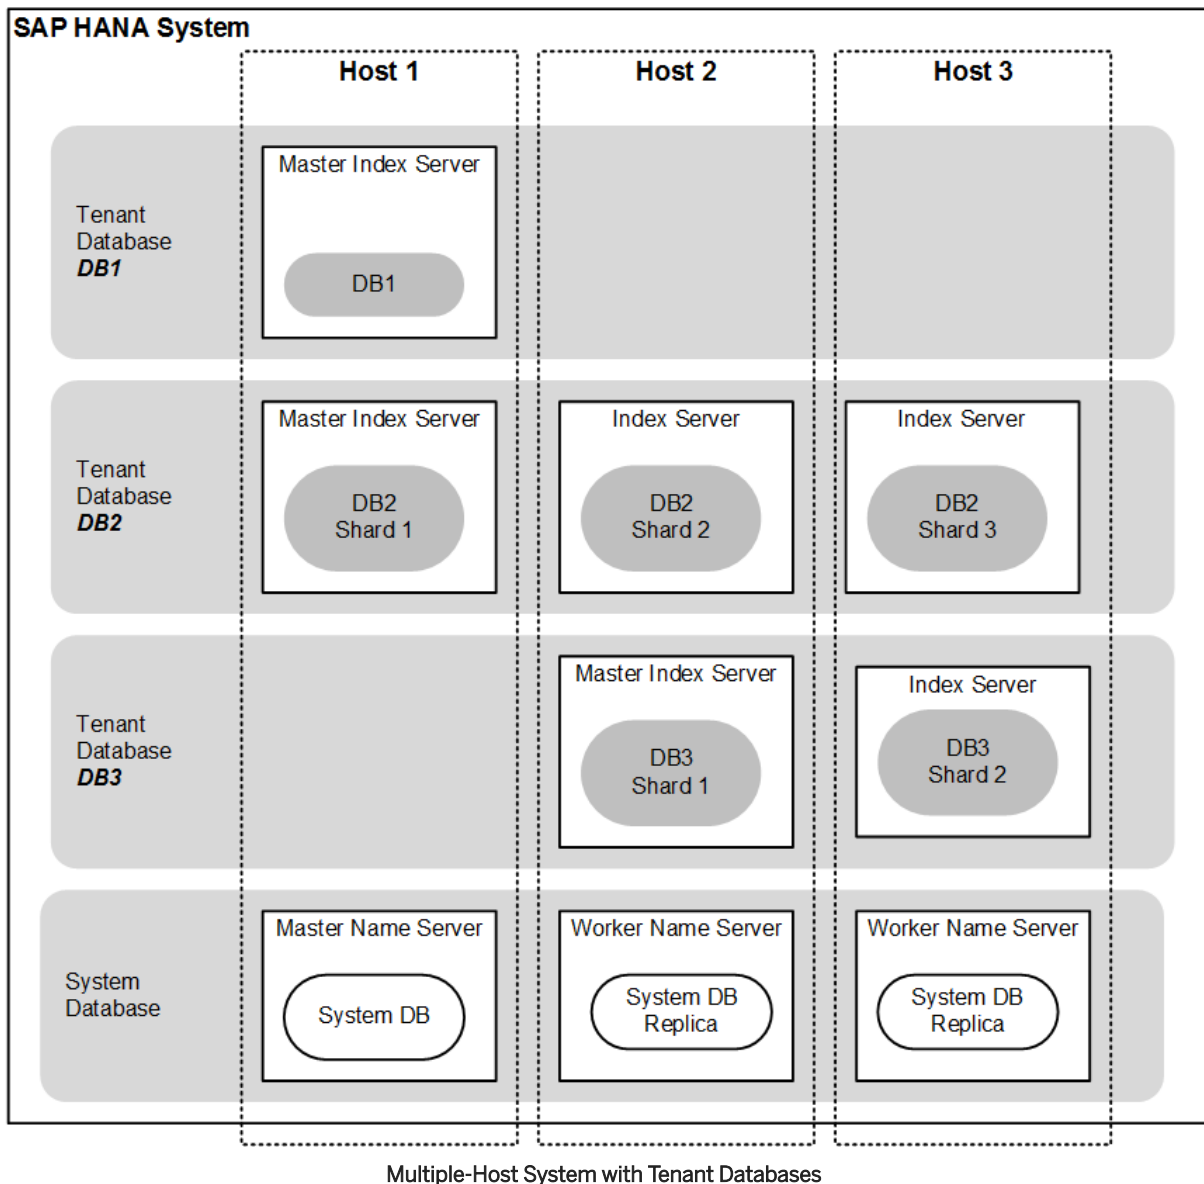 SAP HANA System
Host 1
Host 2
Host 3
Tenant
Database
DB1
Master Index Server
DB1
Tenant
Database
DB2
Master Index Server
DB2
Shard 1
Index Server
DB2
Shard 2
Index Server
DB2
Shard 3
Tenant
Database
DB3
Master Index Server
DB3
Shard 1
Index Server
DB3
Shard 2
System
Database
Master Name Server
System DB
Worker Name Server
System DB
Replica
Worker Name Server
System DB
Replica
Multiple-Host System with Tenant Databases